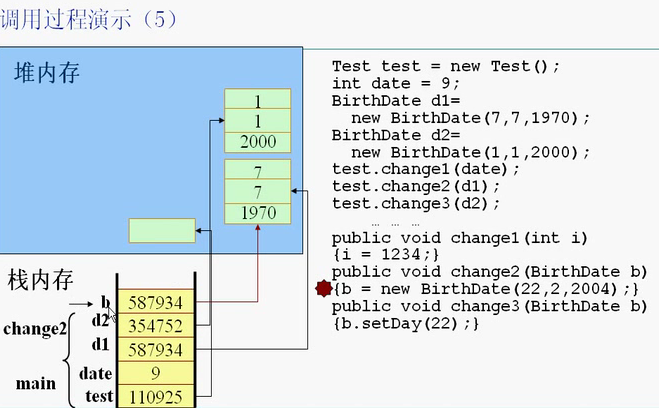 调用过程演示（5）
堆内存
1
1
2000
7
7
1970
栈内存
b
587934
d2
354752
change2
d1
587934
date
9
main
test
110925
Test test = new Test();
int date = 9;
BirthDate d1=
new BirthDate(7,7,1970);
BirthDate d2=
new BirthDate(1,1,2000);
test.change1(date);
test.change2(d1);
test.change3(d2);
… … …
public void change1(int i)
{i = 1234;}
public void change2(BirthDate b)
{b = new BirthDate(22,2,2004);}
public void change3(BirthDate b)
{b.setDay(22);}